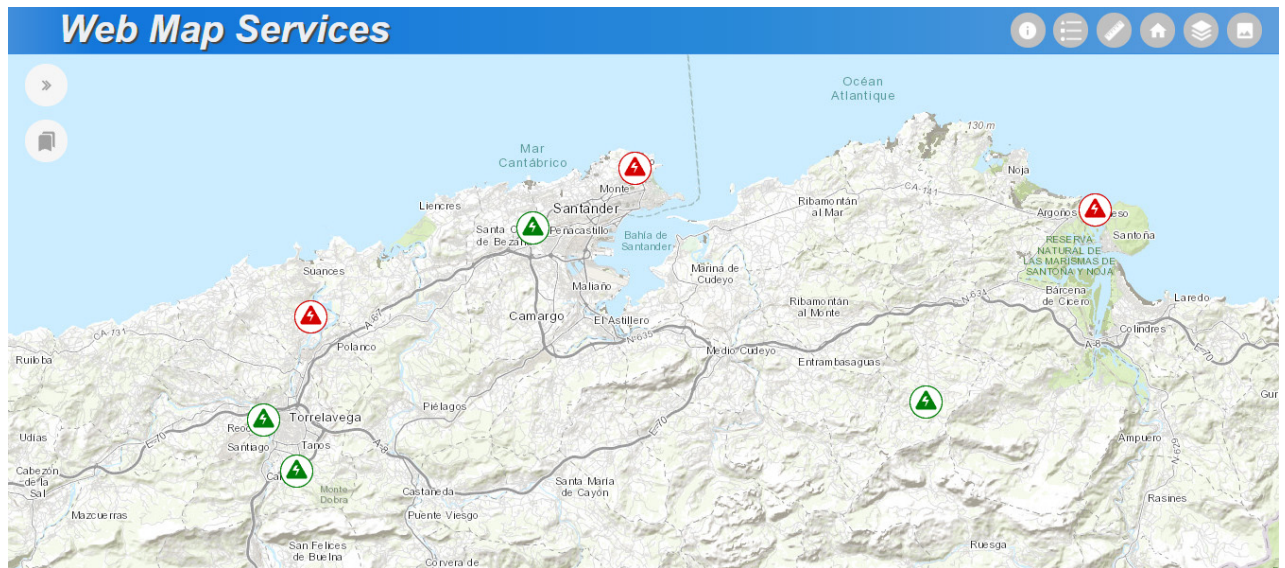 Web Map Services
Océan
Atlantique
130 m
Mar
Cantábrico
Noja
Monte
CA-141
Liencres
Santander
Ribamontán
al Mar
Argoños
Santa
de Bezan
Peñacastillo
Bahía de
Santander
Santoña
RESERVA
NATURAL DE
LAS MARISMAS DE
SANTOÑA Y NOJA
Suances
Marina de
Cudeyo
Maliaño
Bárcena
de Cicero
Laredo
Ribamontán
al Monte
N-634
Camargo
El Astillero
A-67
CA-131
Colindres
N-635
Polanco
Medio Cudeyo
A-8
E-70
Ruiloba
Entrambasaguas
Piélagos
Torrelavega
E-70
Udías
E-70
Santiago
Tanos
A-8
Ampuero
N-629
Cabezón
de la
Sal
Monte
Dobra
Castañeda
Santa María
de Cayón
Rasines
Mazcuerras
Puente Viesgo
San Felices
de Buelna
Ruesga
Corvera de